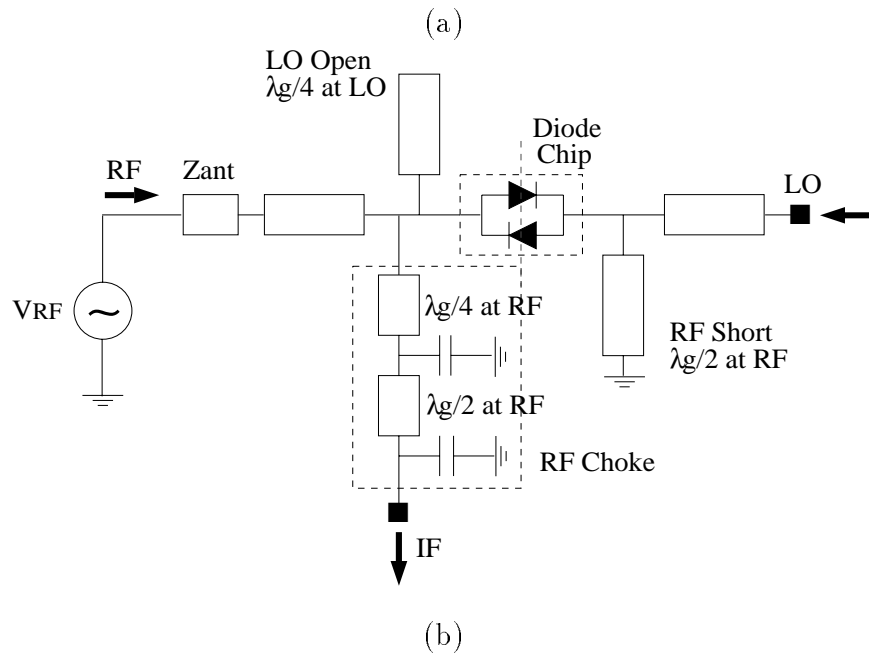 (a)
LO Open
λg/4 at LO
Diode
Chip
RF
Zant
LO
VRF
~
λg/4 at RF
RF Short
λg/2 at RF
λg/2 at RF
RF Choke
IF
(b)